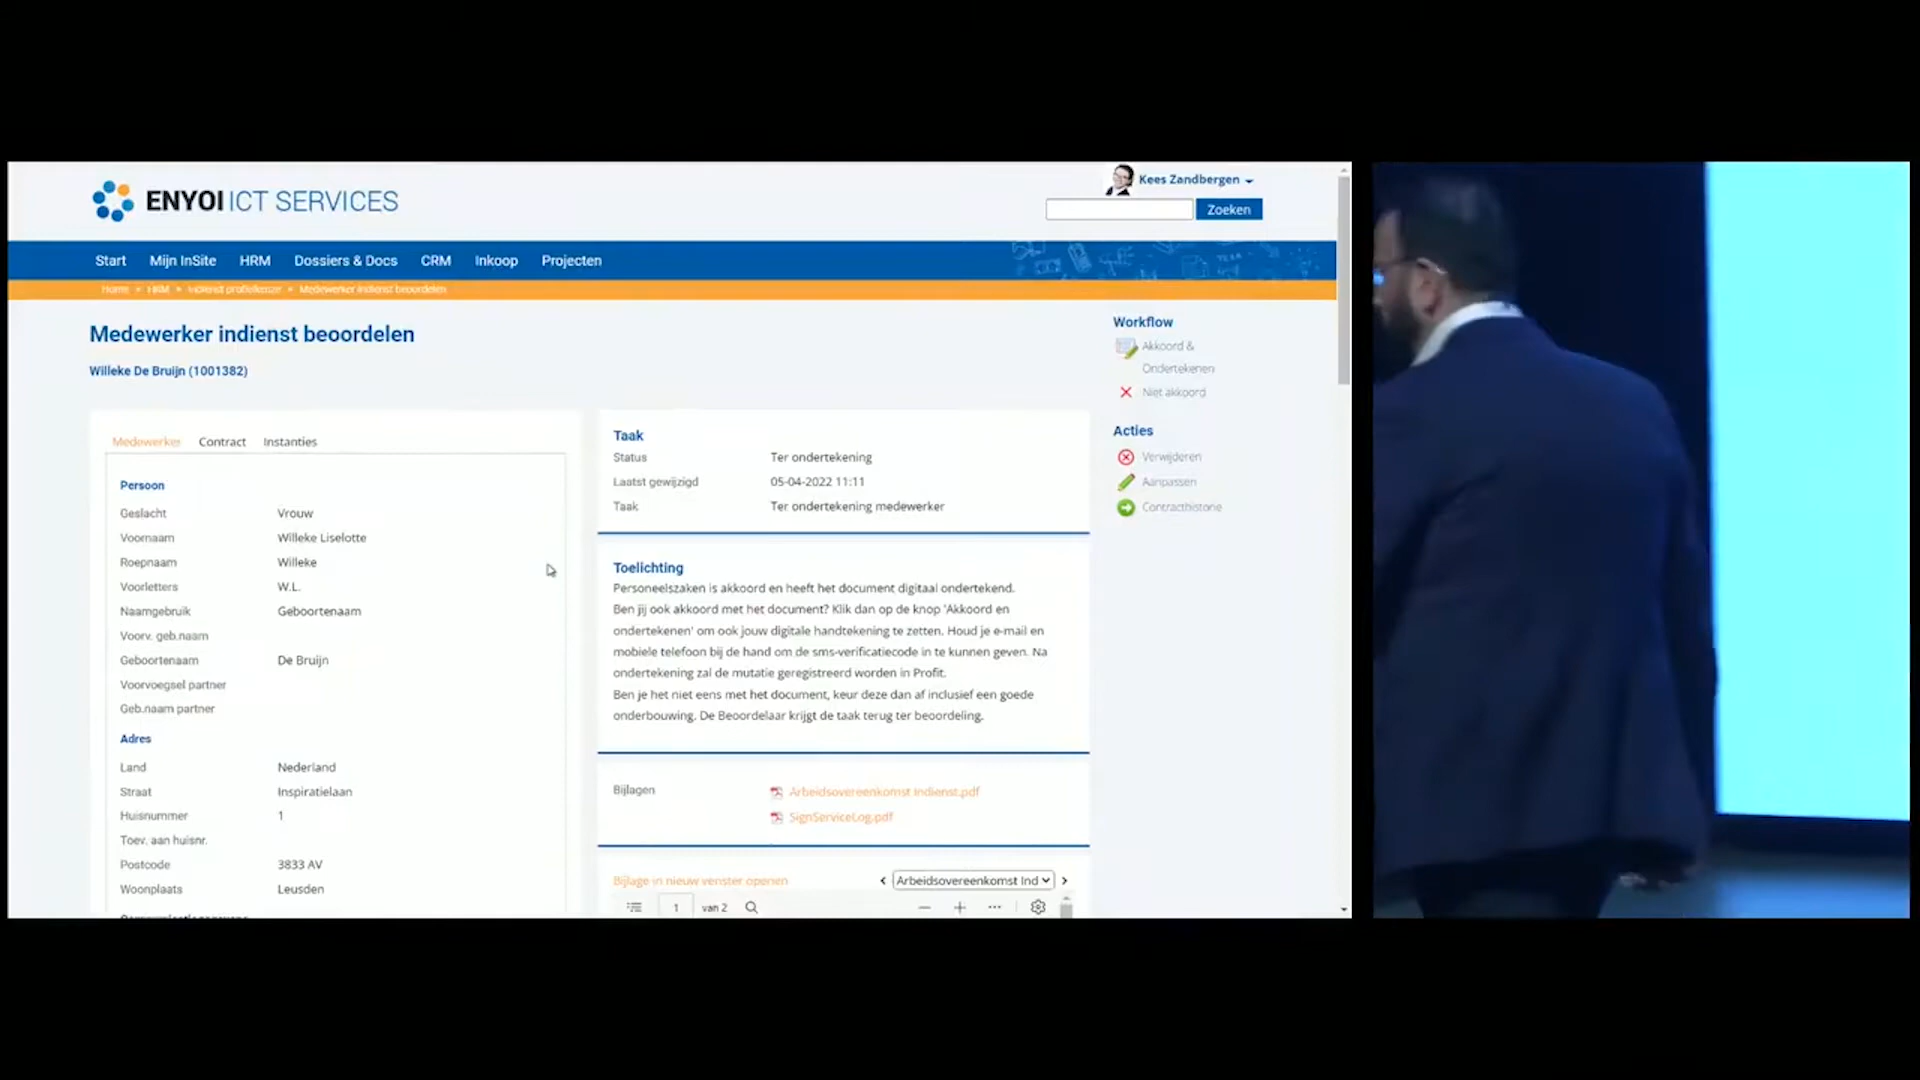 ENYOI ICT SERVICES
Kees Zandbergen
Zoeken
Start Mijn InSite HRM Dossiers & Docs CRM Inkoop Projecten
Home HRM Indienst profielkeuze Medewerker indienst beoordelen
Medewerker indienst beoordelen
Willeke De Bruijn (1001382)
Medewerker Contract Instanties
Persoon
Geslacht Vrouw
Voornaam Willeke Liselotte
Roepnaam Willeke
Voorletters W.L.
Naamgebruik Geboortenaam
Voorv. geb.naam
Geboortenaam De Bruijn
Voorvoegsel partner
Geb.naam partner
Adres
Land Nederland
Straat Inspiratielaan
Huisnummer 1
Toev. aan huisnr.
Postcode 3833 AV
Woonplaats Leusden
Taak
Status Ter ondertekening
Laatst gewijzigd 05-04-2022 11:11
Taak Ter ondertekening medewerker
Toelichting
Personeelszaken is akkoord en heeft het document digitaal ondertekend.
Ben jij ook akkoord met het document? Klik dan op de knop 'Akkoord en
ondertekenen' om ook jouw digitale handtekening te zetten. Houd je e-mail en
mobiele telefoon bij de hand om de sms-verificatiecode in te kunnen geven. Na
ondertekening zal de mutatie geregistreerd worden in Profit.
Ben je het niet eens met het document, keur deze dan af inclusief een goede
onderbouwing. De Beoordelaar krijgt de taak terug ter beoordeling.
Bijlagen Arbeidsovereenkomst Indienst.pdf
SignServiceLog.pdf
Bijlage in nieuw venster openen Arbeidsovereenkomst Ind
1 van 2
Workflow
Akkoord &
Ondertekenen
Niet akkoord
Acties
Verwijderen
Aanpassen
Contracthistorie